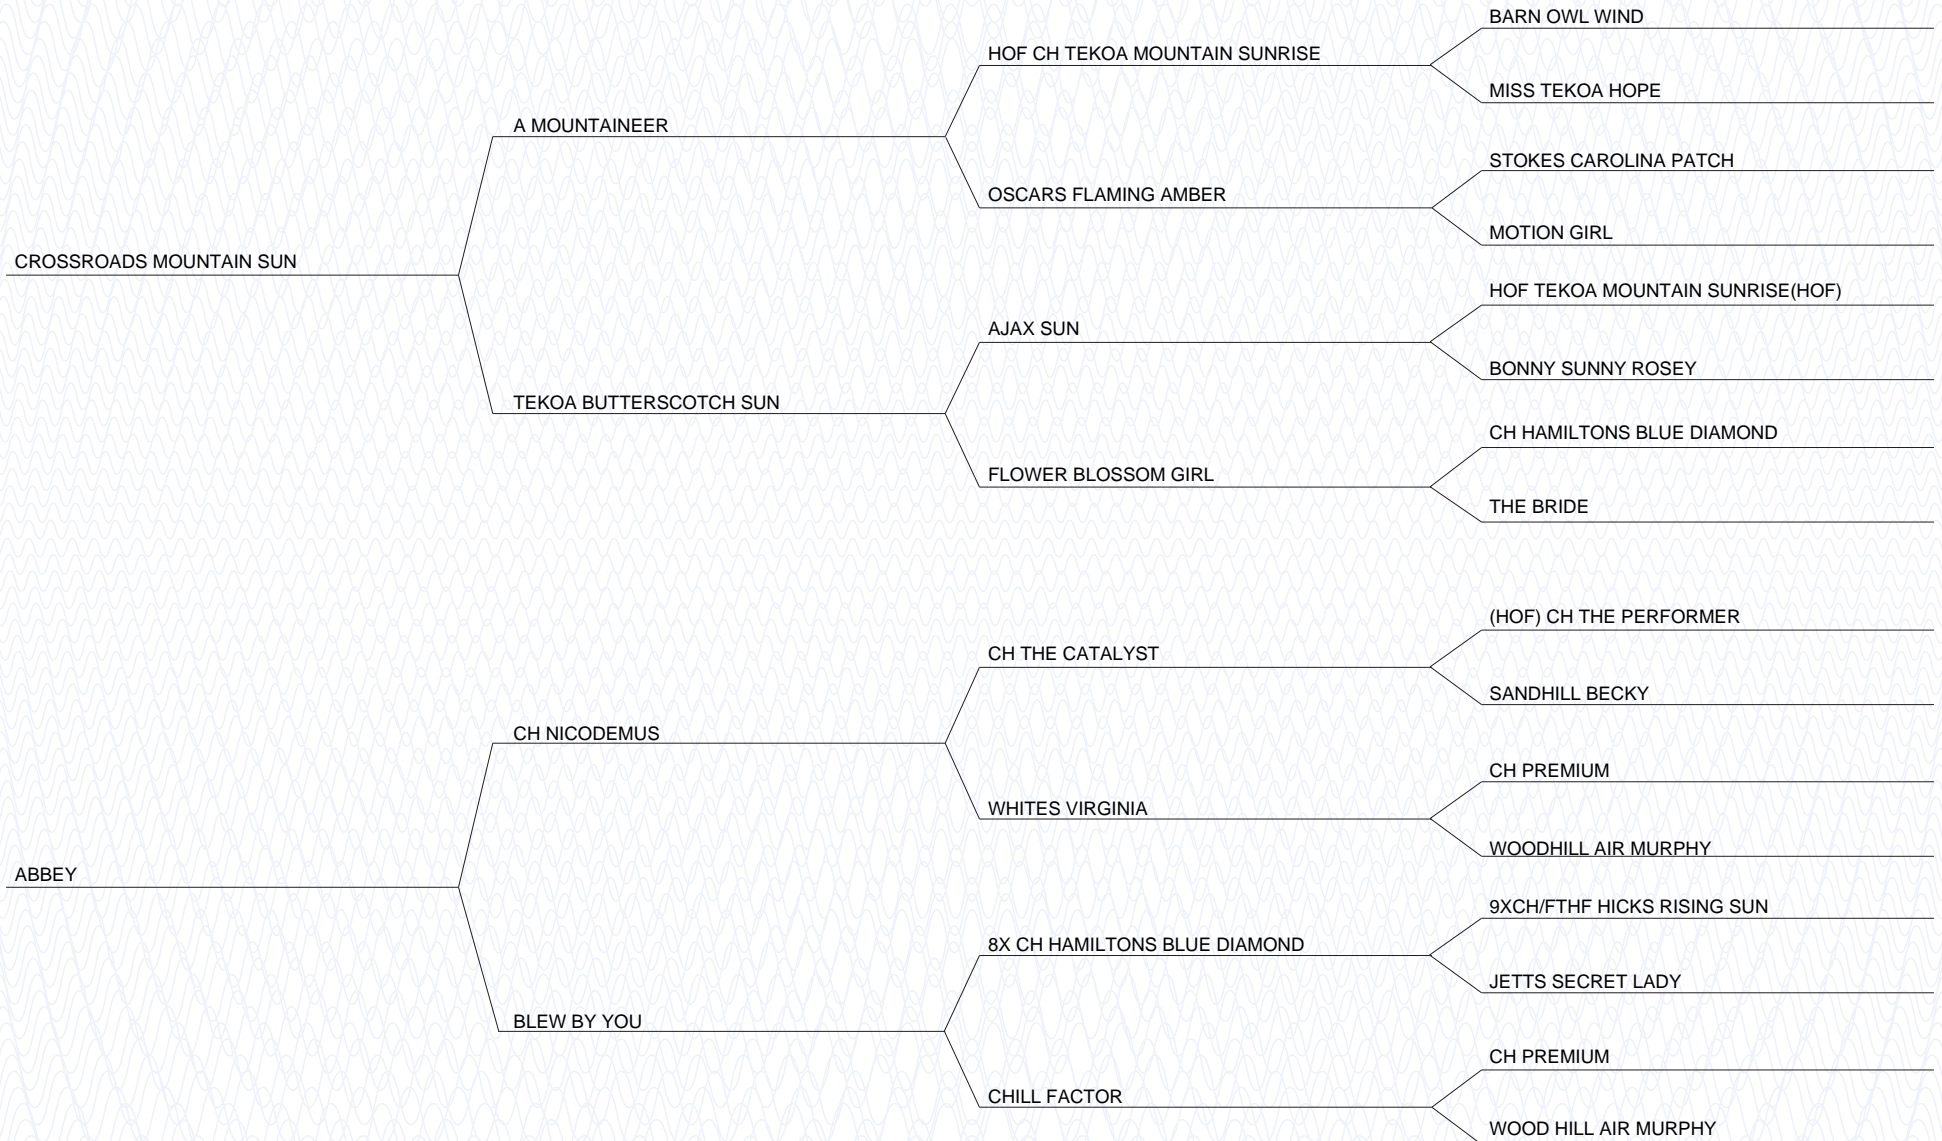 BARN OWL WIND
HOF CH TEKOA MOUNTAIN SUNRISE
MISS TEKOA HOPE
A MOUNTAINEER
STOKES CAROLINA PATCH
OSCARS FLAMING AMBER
MOTION GIRL
CROSSROADS MOUNTAIN SUN
HOF TEKOA MOUNTAIN SUNRISE(HOF)
AJAX SUN
BONNY SUNNY ROSEY
TEKOA BUTTERSCOTCH SUN
CH HAMILTONS BLUE DIAMOND
FLOWER BLOSSOM GIRL
THE BRIDE
(HOF) CH THE PERFORMER
CH THE CATALYST
SANDHILL BECKY
CH NICODEMUS
CH PREMIUM
WHITES VIRGINIA
WOODHILL AIR MURPHY
ABBEY
9XCH/FTHF HICKS RISING SUN
8X CH HAMILTONS BLUE DIAMOND
JETTS SECRET LADY
BLEW BY YOU
CH PREMIUM
CHILL FACTOR
WOOD HILL AIR MURPHY